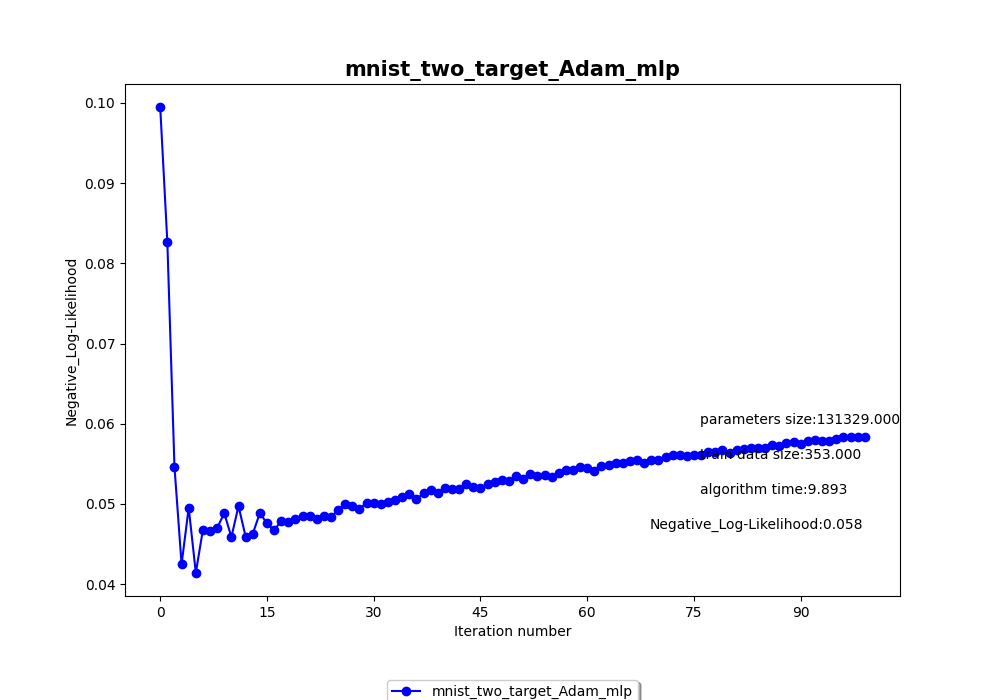 mnist_two_target_Adam_mlp
0.10
0.09
0.08
0.07
0.06
0.05
0.04
Negative_Log-Likelihood
parameters size:131329.000
train data size:353.000
algorithm time:9.893
Negative_Log-Likelihood:0.058
0 15 30 45 60 75 90
Iteration number
mnist_two_target_Adam_mlp